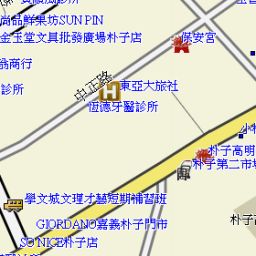 尚品鮮果坊SUN PIN
金玉堂文具批發廣場朴子店
保安宮
翁商行
診所
中正路
東亞大旅社
恆德牙醫診所
朴子高明
朴子第二市場
學文城文理才藝短期補習班
GIORDANO嘉義朴子門市
SO NICE朴子店
朴子